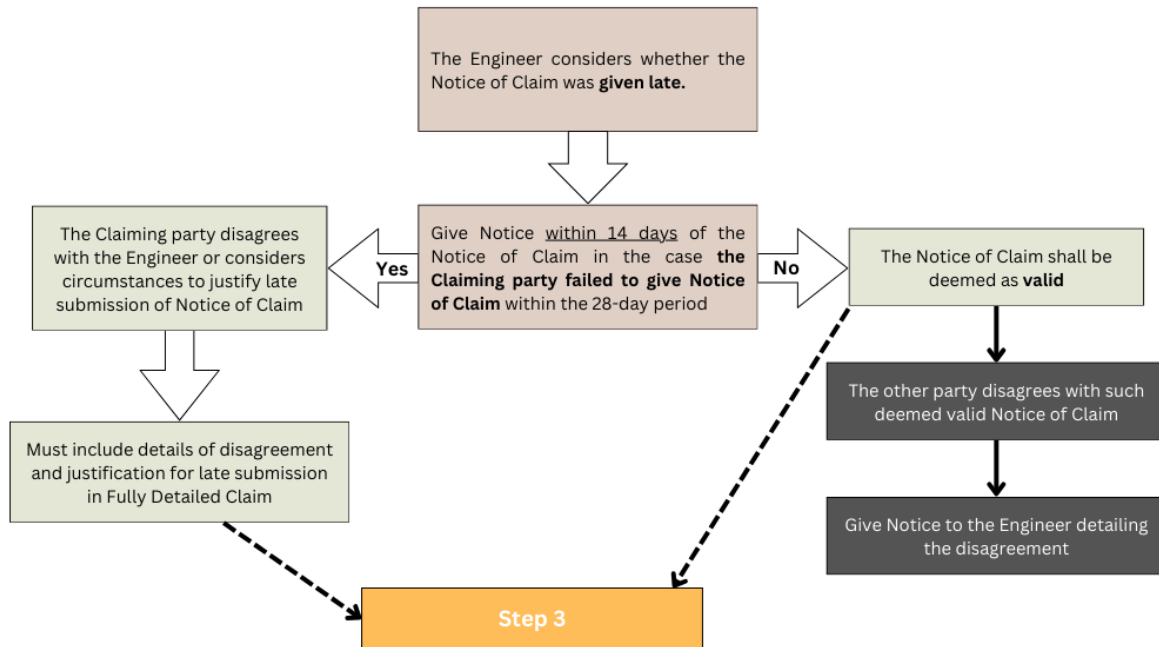 The Engineer considers whether the
Notice of Claim was given late.
The Claiming party disagrees
with the Engineer or considers
circumstances to justify late
submission of Notice of Claim
Yes
Give Notice within 14 days of the
Notice of Claim in the case the
Claiming party failed to give Notice
of Claim within the 28-day period
No
The Notice of Claim shall be
deemed as valid
The other party disagrees with such
deemed valid Notice of Claim
Must include details of disagreement
and justification for late submission
in Fully Detailed Claim
Give Notice to the Engineer detailing
the disagreement
Step 3